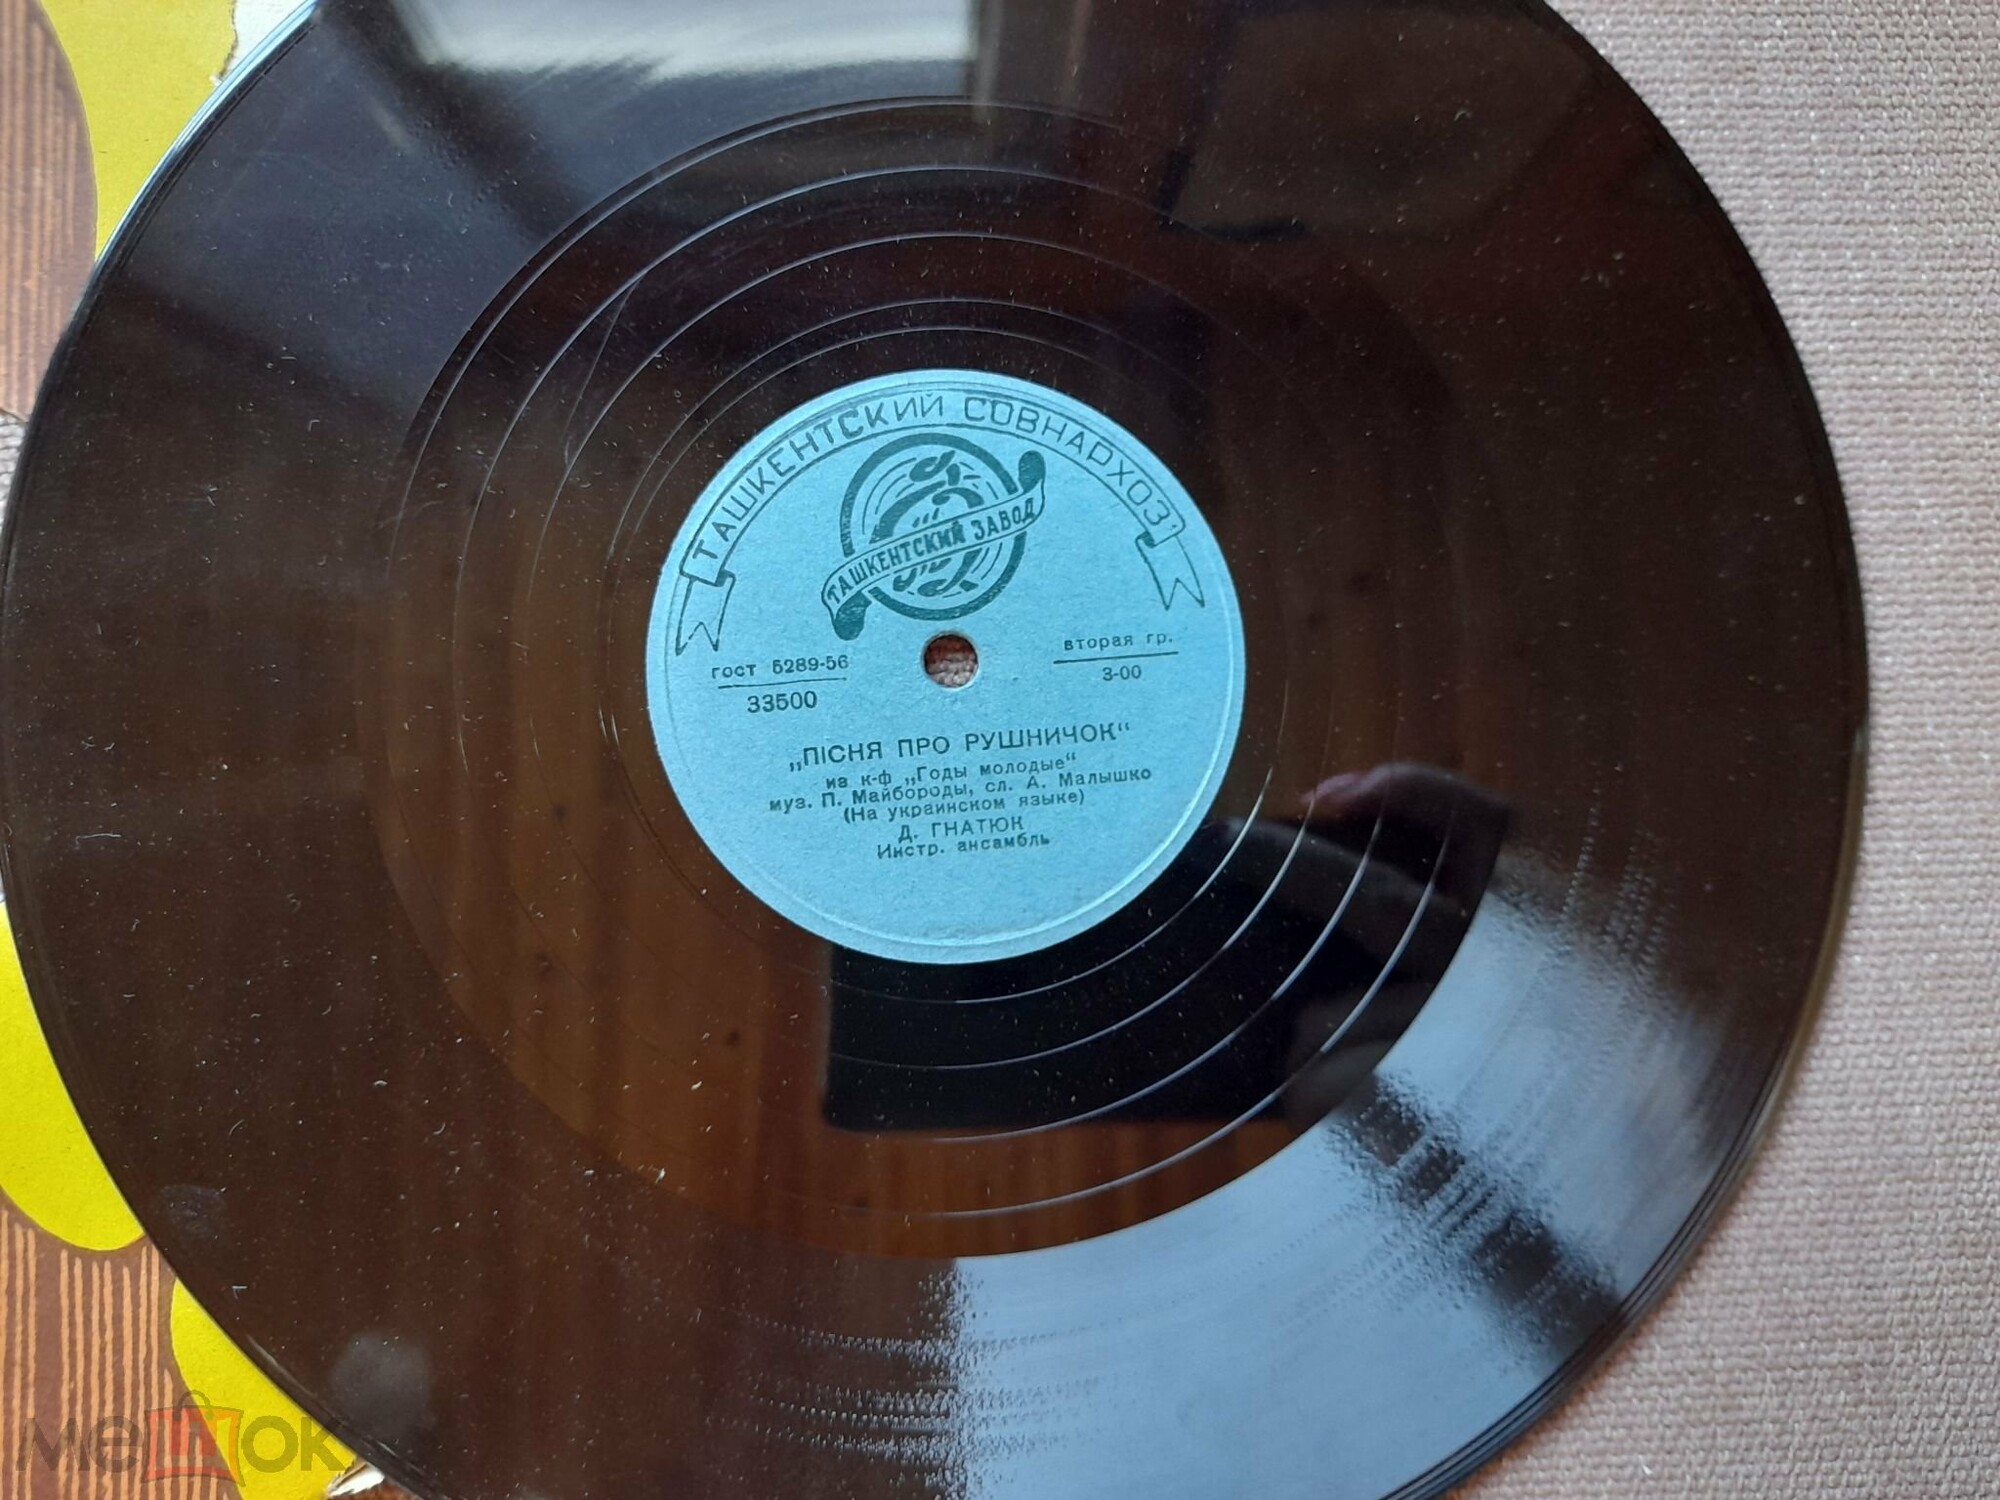 ТАШКЕНТСКИЙ СОВНАРХОЗ
ТАШКЕНТСКИЙ ЗАВОД
гост 5289-56
33500
вторая гр.
3-00
„ПІСНЯ ПРО РУШНИЧОК“
из к-ф „Годы молодые“
муз. П. Майбороды, сл. А. Малышко
(На украинском языке)
Д. ГНАТЮК
Инстр. ансамбль
мешок